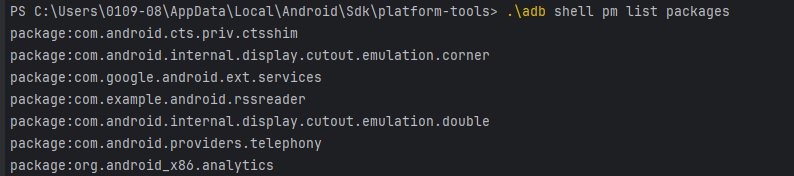 PS C:\Users\0109-08\AppData\Local\Android\Sdk\platform-tools> .\adb shell pm list packages
package:com.android.cts.priv.ctsshim
package:com.android.internal.display.cutout.emulation.corner
package:com.google.android.ext.services
package:com.example.android.rssreader
package:com.android.internal.display.cutout.emulation.double
package:com.android.providers.telephony
package:org.android_x86.analytics